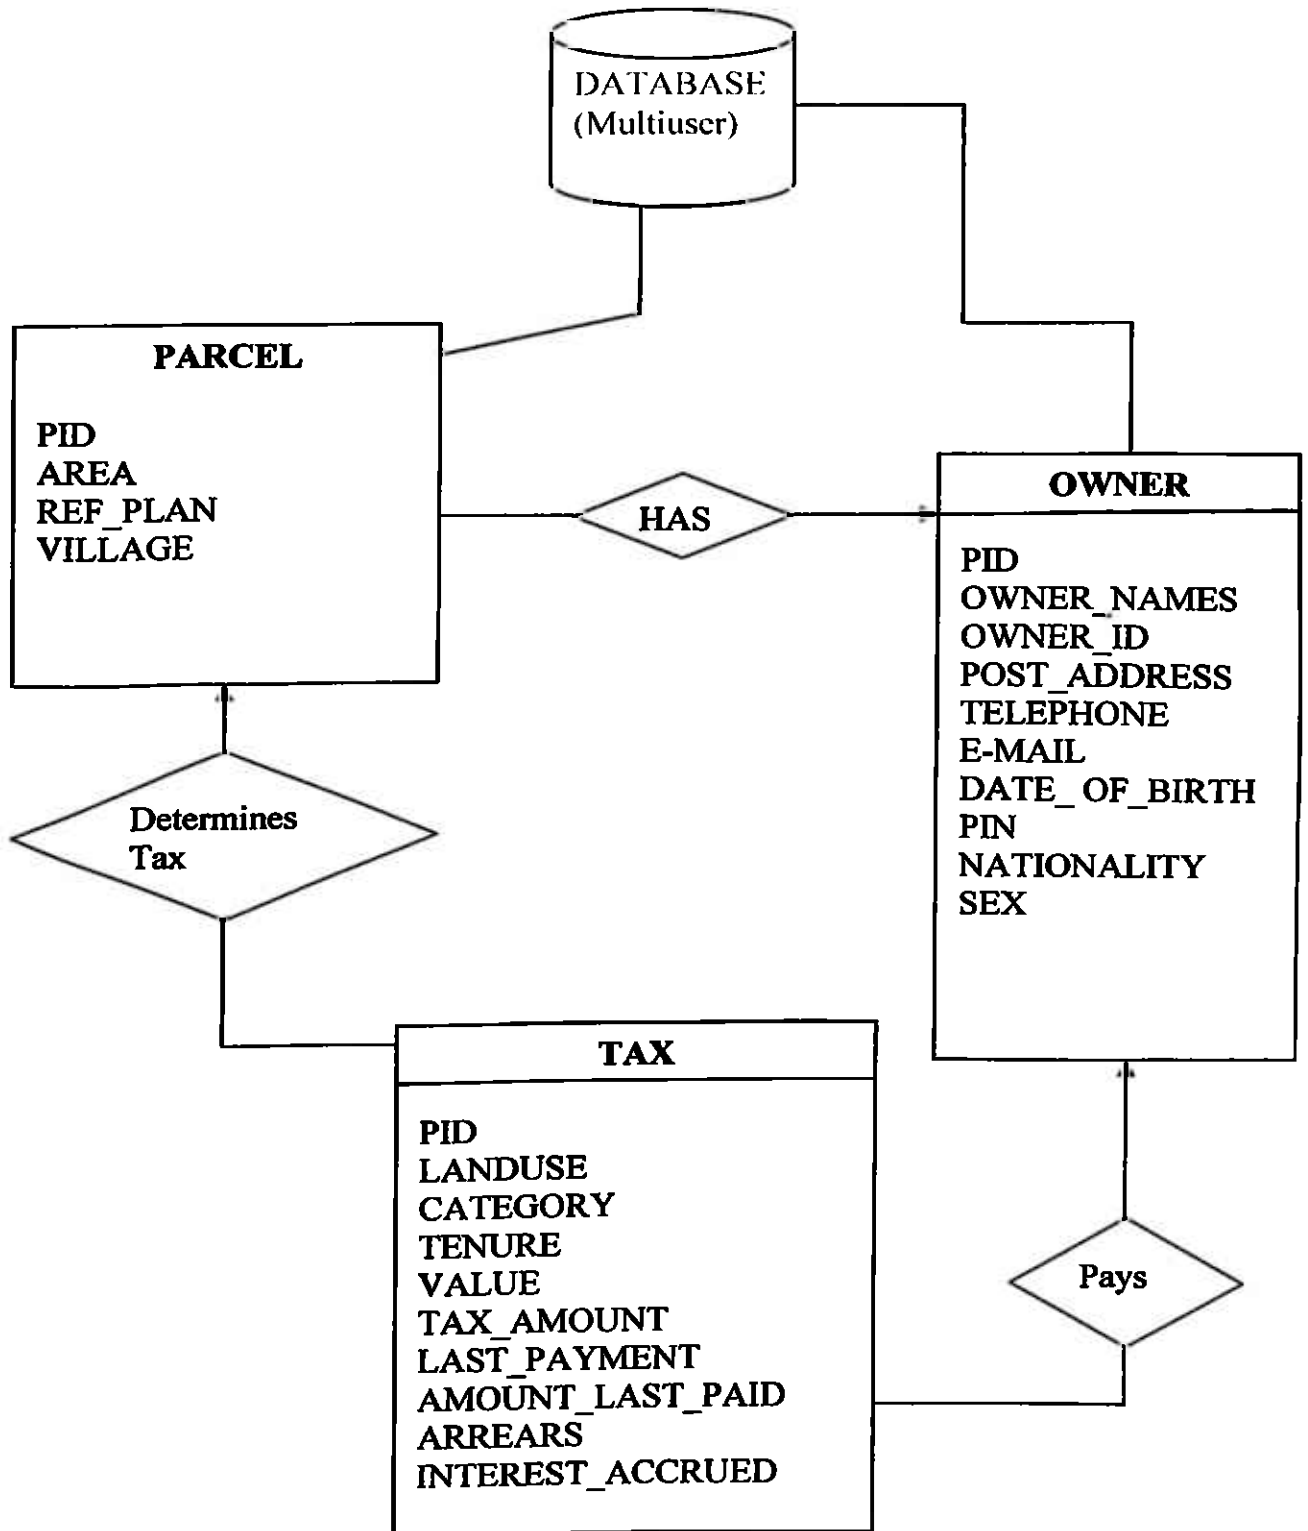 DATABASE
(Multiuser)
PARCEL
PID
AREA
REF_PLAN
VILLAGE
HAS
OWNER
PID
OWNER_NAMES
OWNER_ID
POST_ADDRESS
TELEPHONE
E-MAIL
DATE_ OF_BIRTH
PIN
NATIONALITY
SEX
Determines
Tax
TAX
PID
LANDUSE
CATEGORY
TENURE
VALUE
TAX_AMOUNT
LAST_PAYMENT
AMOUNT_LAST_PAID
ARREARS
INTEREST_ACCRUED
Pays